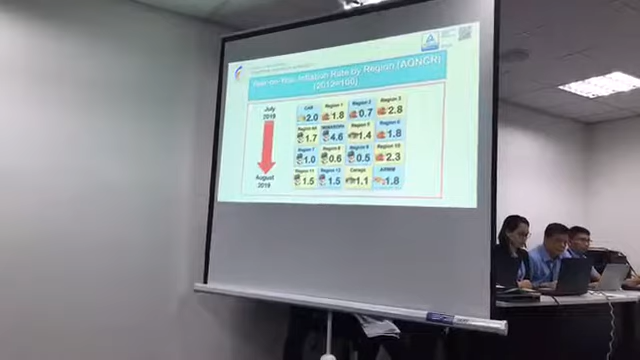 Year-on-Year Inflation Rate by Region (AONCR)
(2012=100)
July
2019
August
2019
CAR
2.0
Region 1
1.8
Region 2
0.7
Region 3
2.8
1.7
4.6
Region 5
1.4
Region 6
1.8
Region 7
1.0
Region 8
0.6
Region 9
0.5
Region 10
2.3
Region 11
1.5
Region 12
1.5
Caraga
1.1
ARMM
1.8